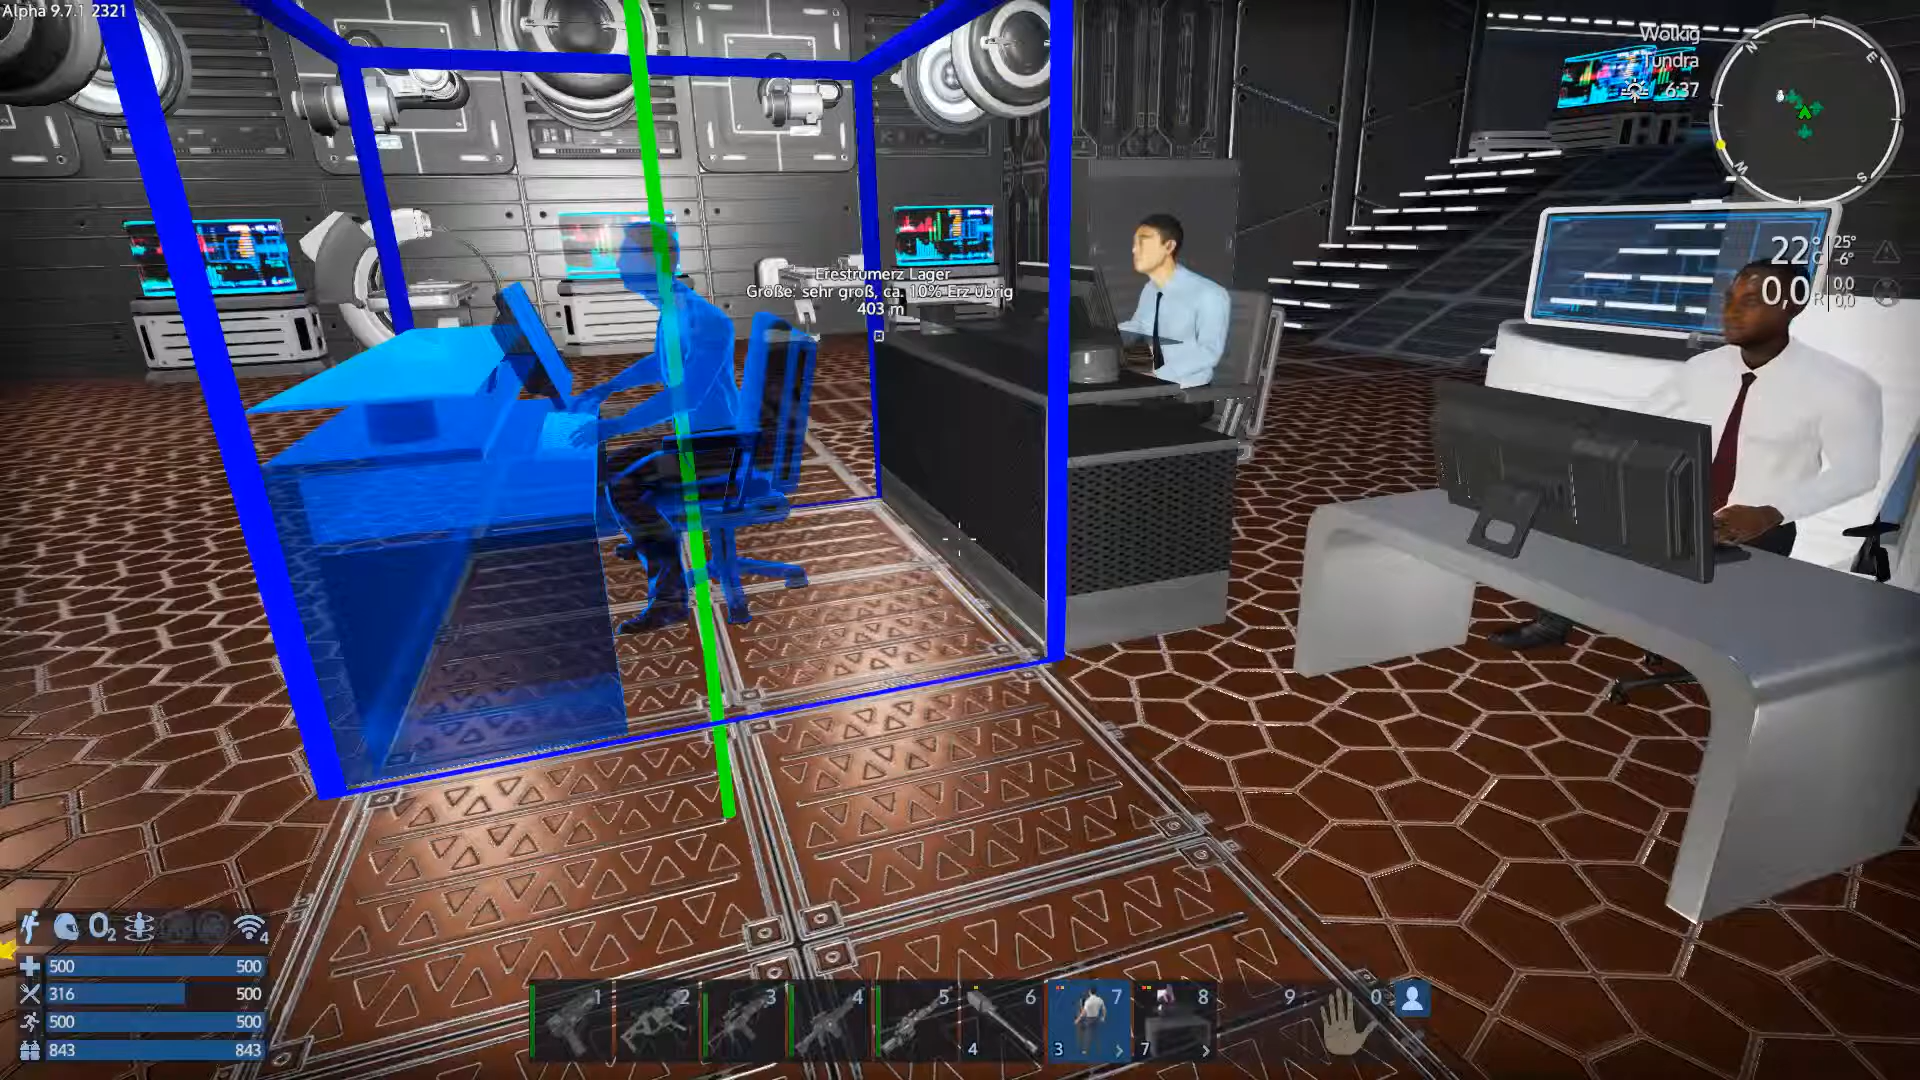 Alpha 9.7.1 2321
Wolkig
Tundra
6:37
N
E
W
S
22°C 25°
-6°
0,0 R 0,0
0,0
Erestrumerz Lager
Größe: sehr groß, ca. 10% Erz übrig
403 m
O2
4
500 500
316 500
500 500
843 843
1 2 3 4 5 6 7 8 9 0
4 3 7